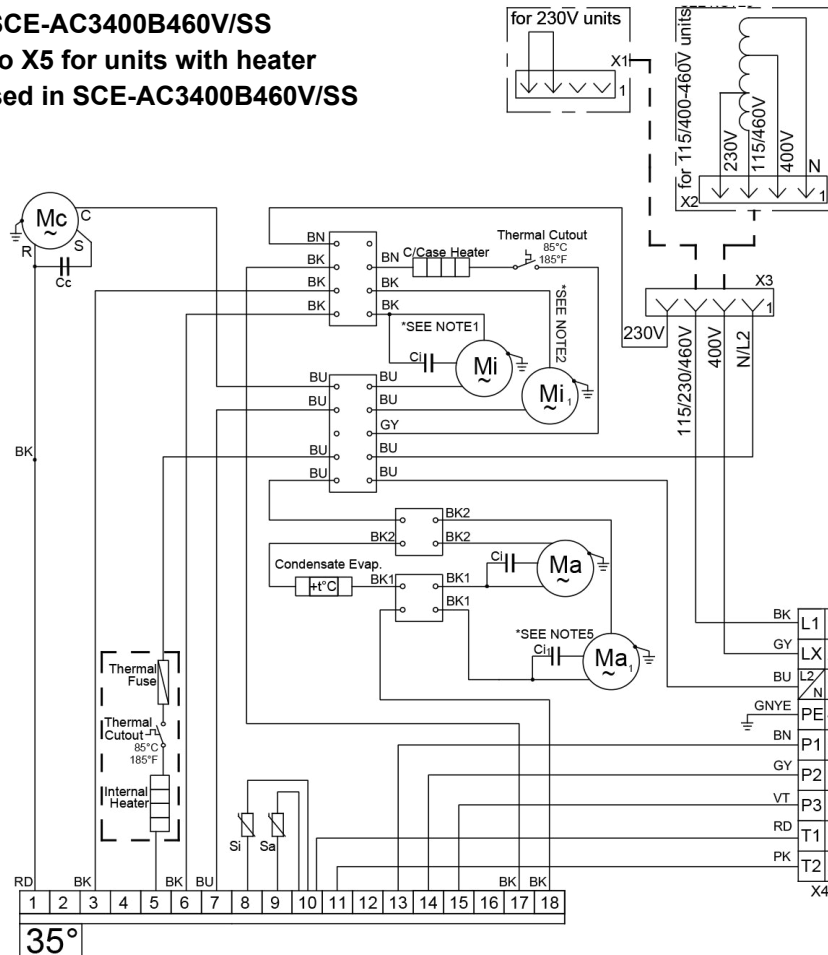 SCE-AC3400B460V/SS
o X5 for units with heater
sed in SCE-AC3400B460V/SS
for 230V units
X1
1
for 115/400-460V units
230V
115/460V
400V
N
X2
1
Mc
~
C
R
S
Cc
BN
BK
BK
BK
BN
C/Case Heater
Thermal Cutout
85°C
185°F
BK
BK
*SEE NOTE1
*SEE NOTE2
Ci
Mi
~
Mi1
~
X3
1
230V
115/230/460V
400V
N/L2
BU
BU
BU
BU
BU
BU
GY
BU
BU
BK
BK2
BK2
BK2
Condensate Evap.
+t°C
BK1
BK1
BK1
Ci
Ma
~
*SEE NOTE5
Ci1
Ma1
~
Thermal
Fuse
Thermal
Cutout
85°C
185°F
Internal
Heater
Si
Sa
BK L1
GY LX
BU L2/N
GNYE PE
BN P1
GY P2
VT P3
RD T1
PK T2
X4
RD BK BK BU BK BK
1 2 3 4 5 6 7 8 9 10 11 12 13 14 15 16 17 18
35°